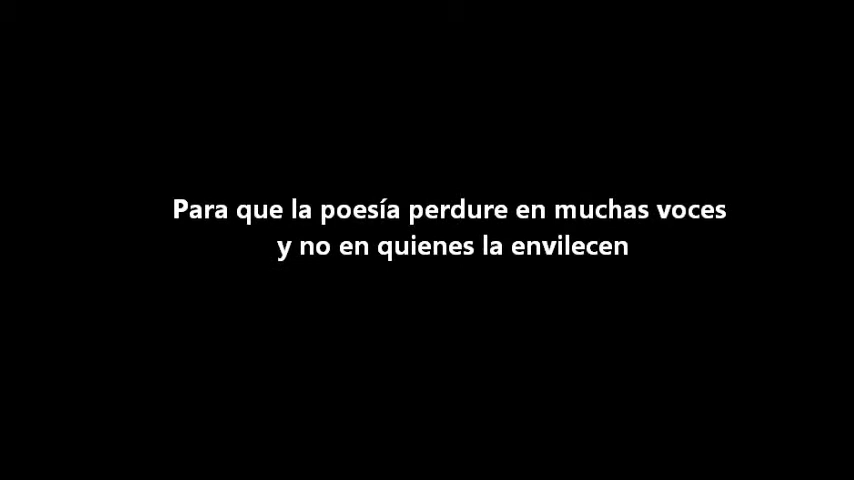 Para que la poesía perdure en muchas voces
y no en quienes la envilecen